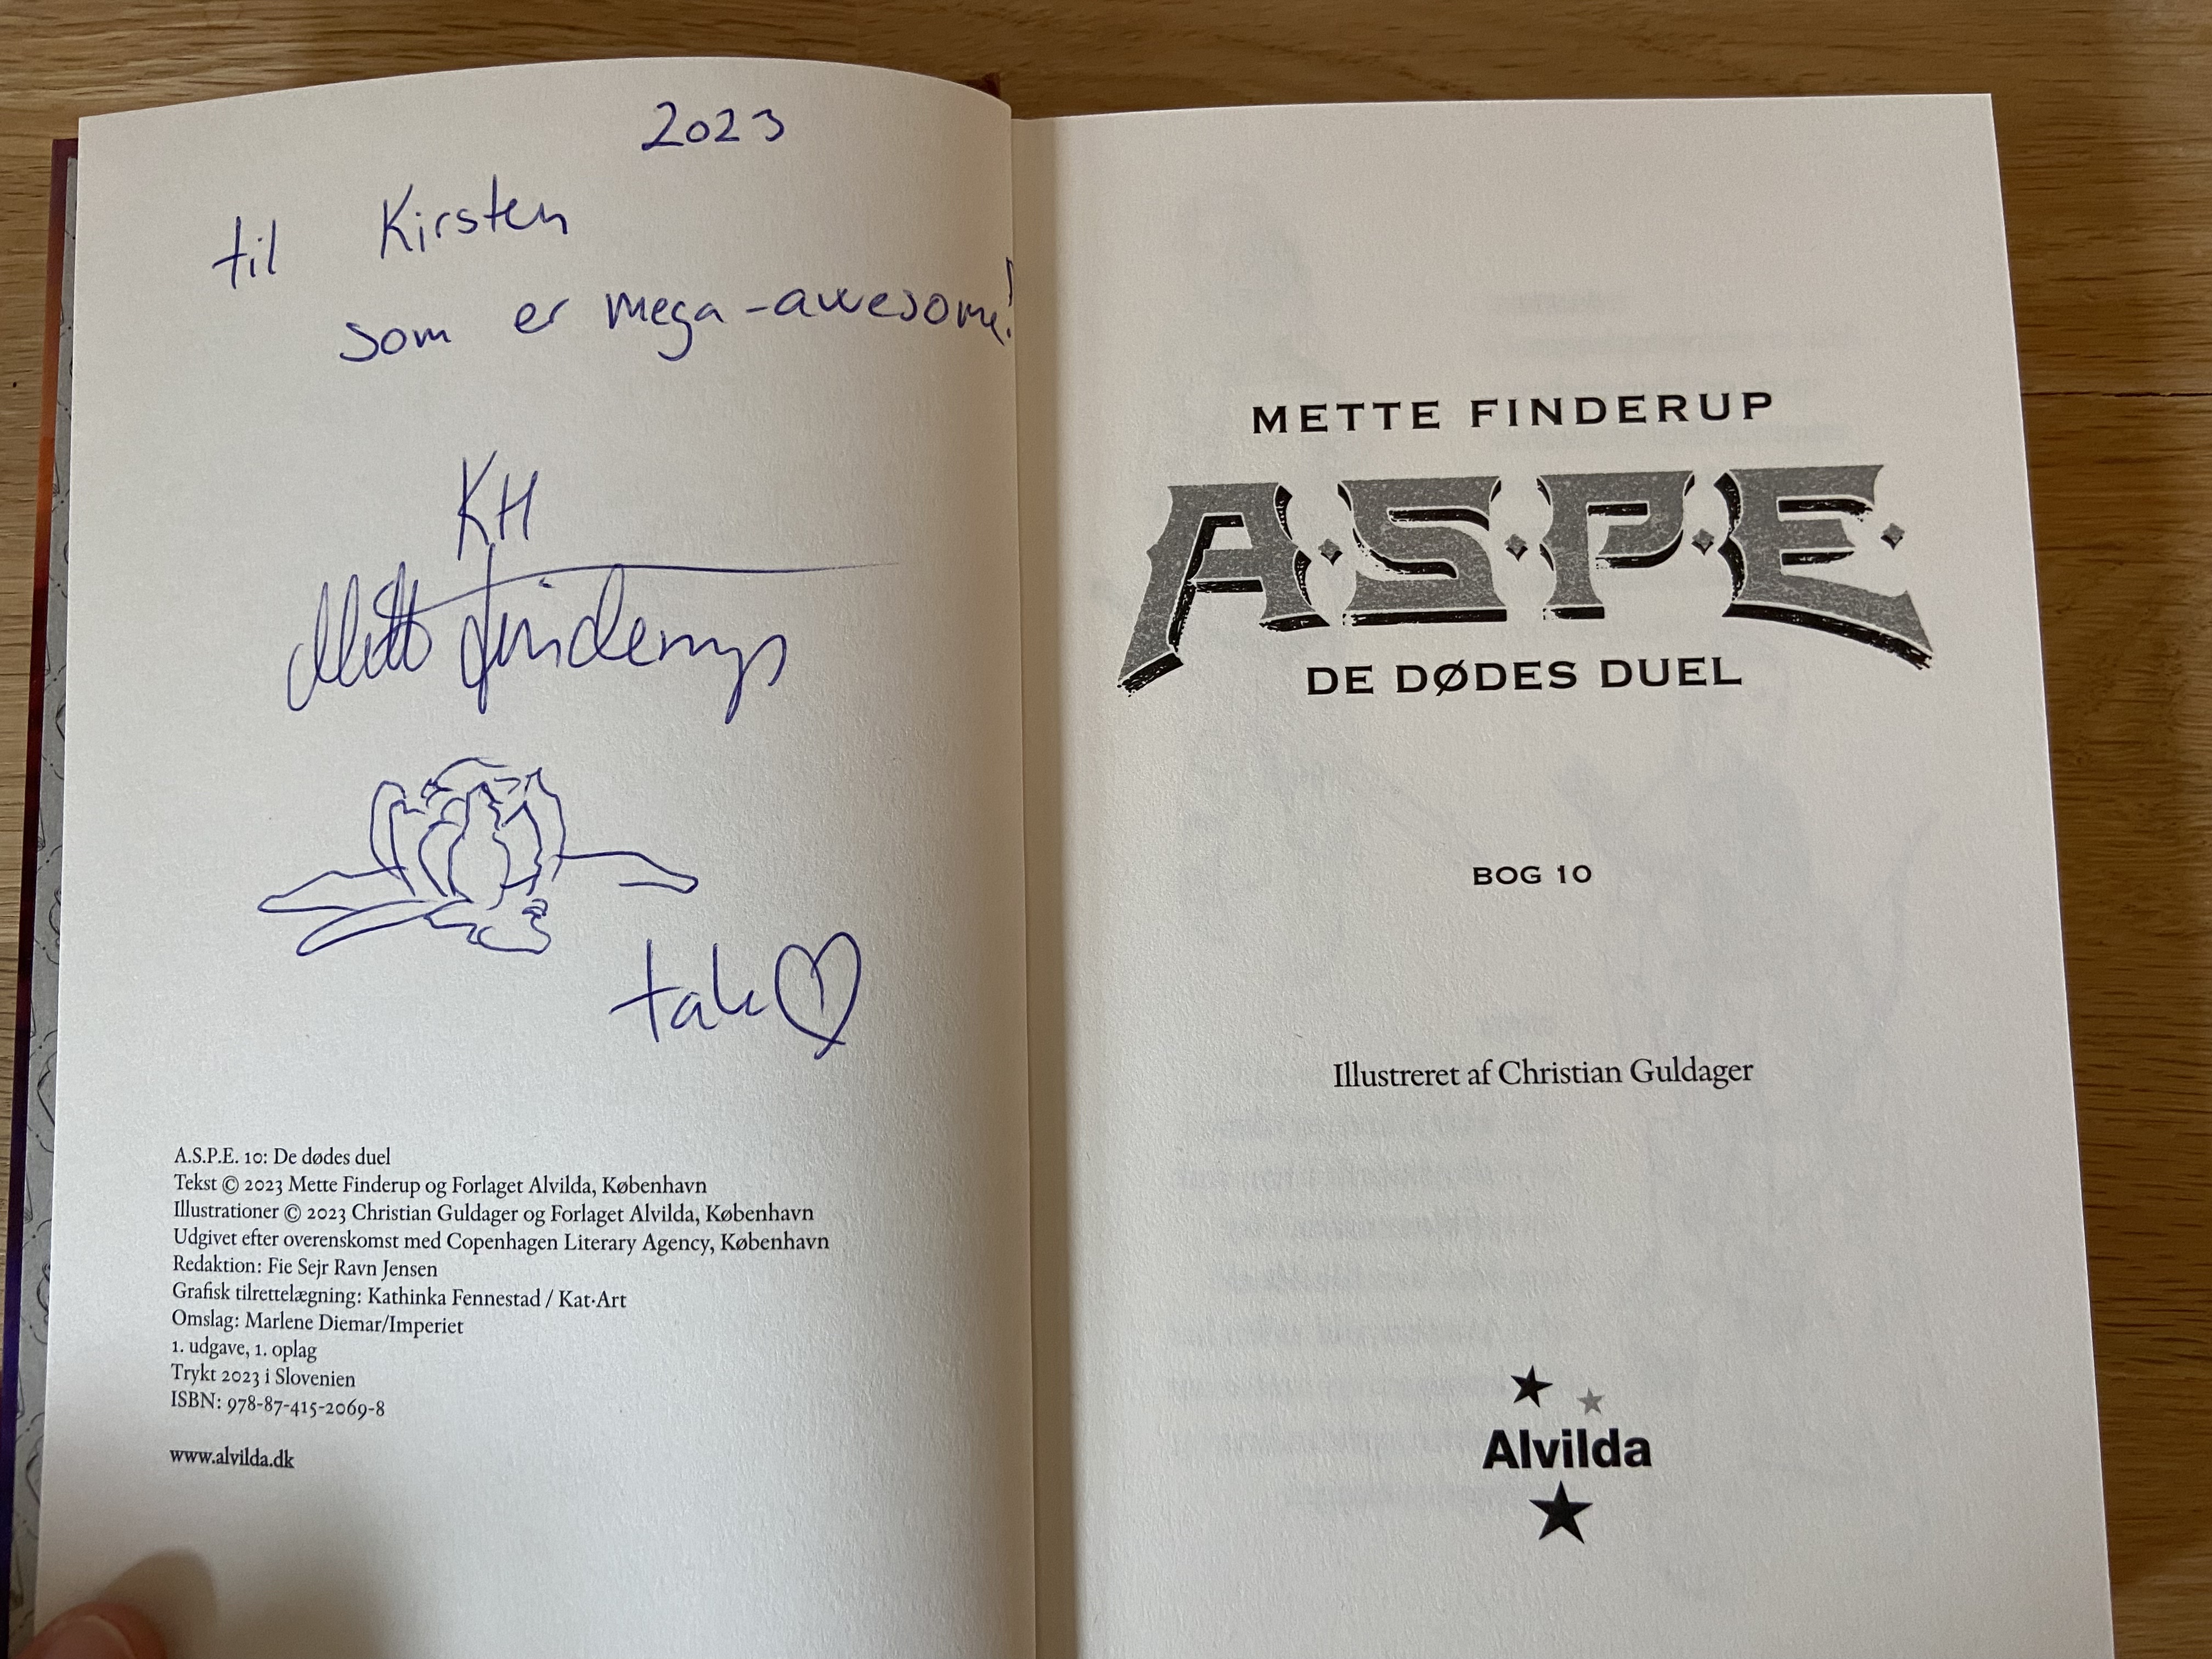 2023
til Kirsten
som er mega-awesome!
KH
Mette Finderup
tak
A.S.P.E. 10: De dødes duel
Tekst © 2023 Mette Finderup og Forlaget Alvilda, København
Illustrationer © 2023 Christian Guldager og Forlaget Alvilda, København
Udgivet efter overenskomst med Copenhagen Literary Agency, København
Redaktion: Fie Sejr Ravn Jensen
Grafisk tilrettelægning: Kathinka Fennestad / Kat·Art
Omslag: Marlene Diemar/Imperiet
1. udgave, 1. oplag
Trykt 2023 i Slovenien
ISBN: 978-87-415-2069-8
www.alvilda.dk
METTE FINDERUP
A·S·P·E·
DE DØDES DUEL
BOG 10
Illustreret af Christian Guldager
Alvilda